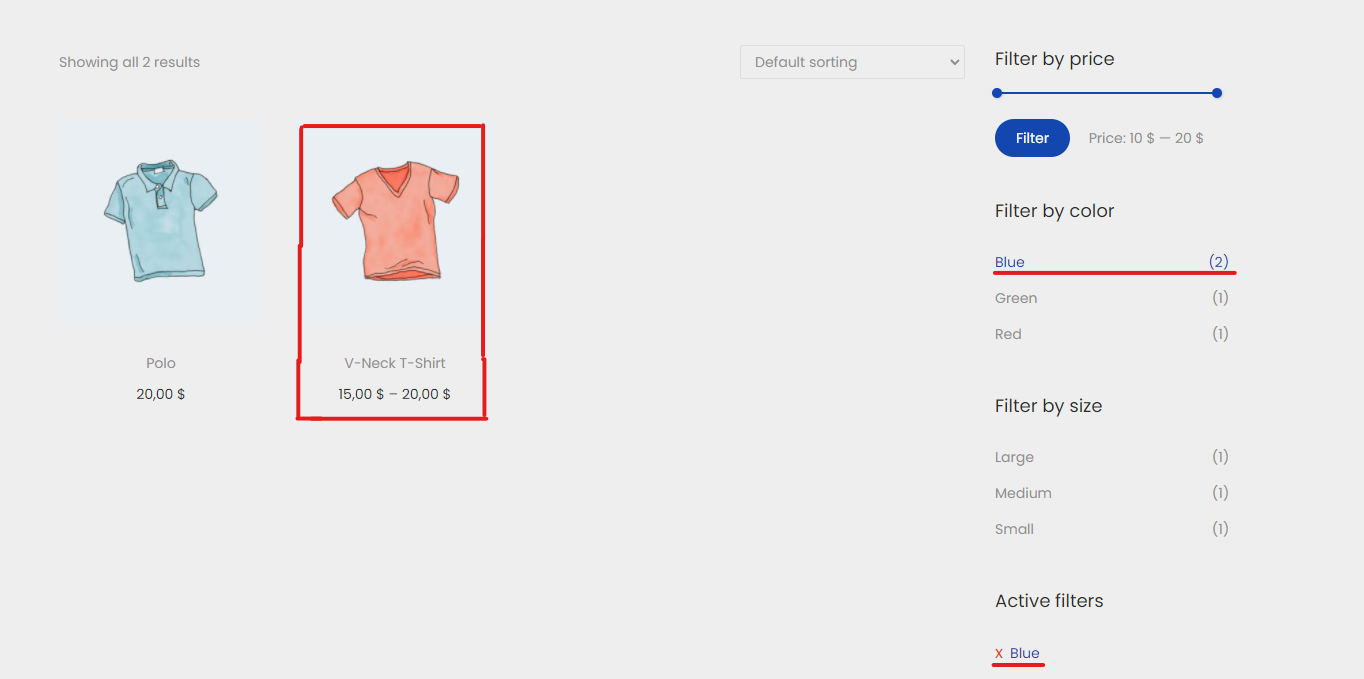 Showing all 2 results
Default sorting
Polo
20,00 $
V-Neck T-Shirt
15,00 $ – 20,00 $
Filter by price
Filter Price: 10 $ — 20 $
Filter by color
Blue (2)
Green (1)
Red (1)
Filter by size
Large (1)
Medium (1)
Small (1)
Active filters
x Blue